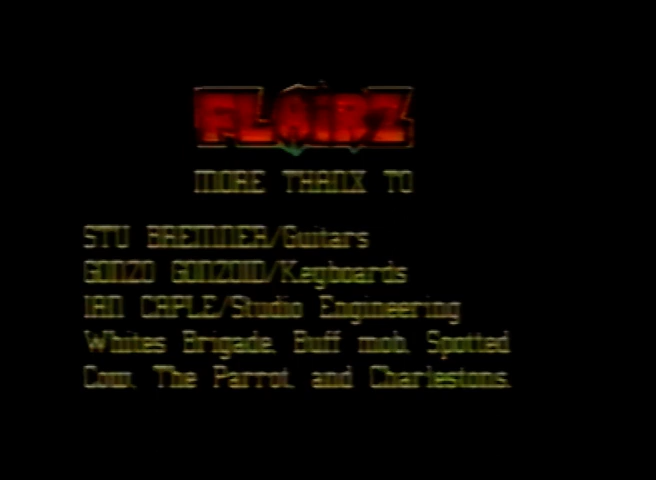 FLAIRZ
MORE THANX TO
STU BREMNER/Guitars
GONZO GONZOID/Keyboards
IAN CAPLE/Studio Engineering
Whites Brigade. Buff mob. Spotted
Cow. The Parrot. and Charlestons.